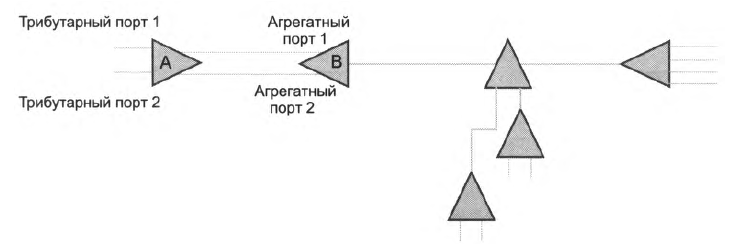 Трибутарный порт 1
Агрегатный
порт 1
A
B
Трибутарный порт 2
Агрегатный
порт 2